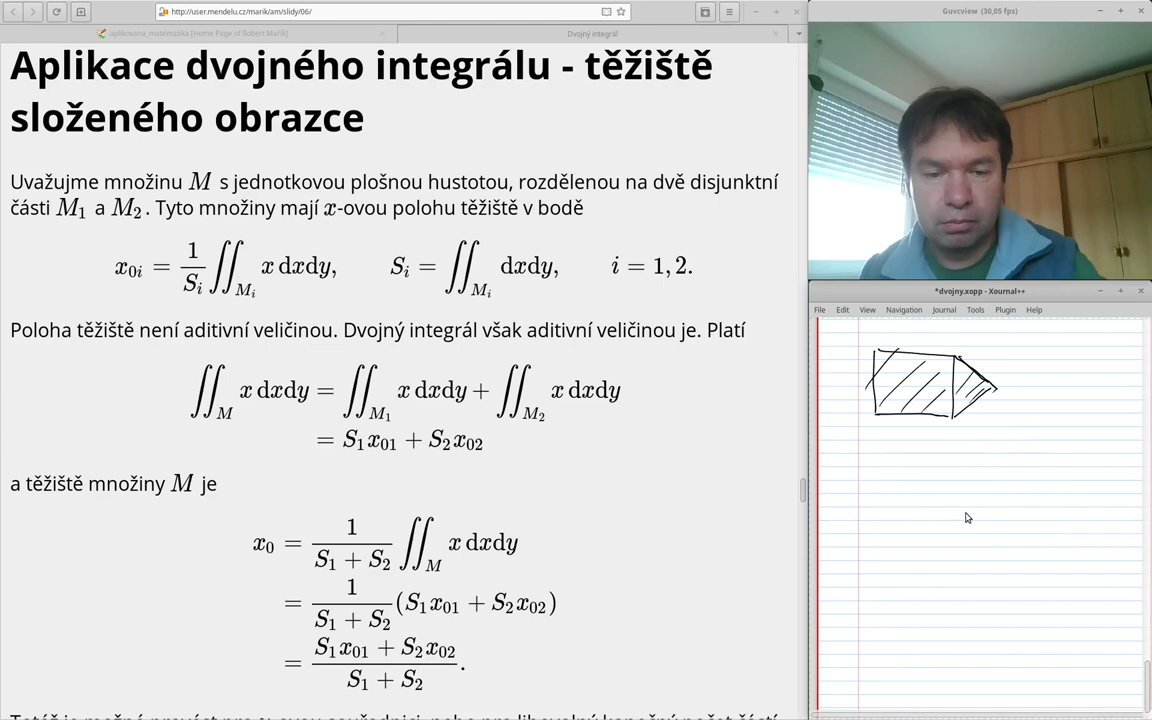 http://user.mendelu.cz/marik/am/slidy/06/
aplikovana_matematika [Home Page of Robert Mařík]
Dvojný integrál
Aplikace dvojného integrálu - těžiště
složeného obrazce
Uvažujme množinu M s jednotkovou plošnou hustotou, rozdělenou na dvě disjunktní
části M₁ a M₂. Tyto množiny mají x-ovou polohu těžiště v bodě
x₀ᵢ = 1/Sᵢ ∬_{Mᵢ} x dxdy, Sᵢ = ∬_{Mᵢ} dxdy, i = 1, 2.
Poloha těžiště není aditivní veličinou. Dvojný integrál však aditivní veličinou je. Platí
∬_M x dxdy = ∬_{M₁} x dxdy + ∬_{M₂} x dxdy
= S₁x₀₁ + S₂x₀₂
a těžiště množiny M je
x₀ = 1/(S₁ + S₂) ∬_M x dxdy
= 1/(S₁ + S₂) (S₁x₀₁ + S₂x₀₂)
= (S₁x₀₁ + S₂x₀₂)/(S₁ + S₂).
Guvcview (30,05 fps)
*dvojny.xopp - Xournal++
File Edit View Navigation Journal Tools Plugin Help